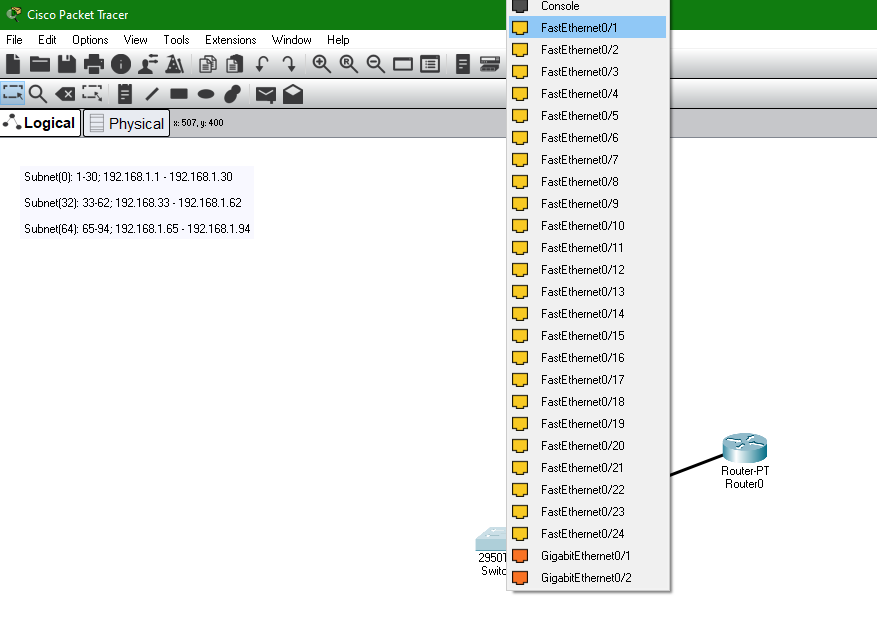 Cisco Packet Tracer
File Edit Options View Tools Extensions Window Help
Logical Physical x: 507, y: 400
Subnet(0): 1-30; 192.168.1.1 - 192.168.1.30
Subnet(32): 33-62; 192.168.33 - 192.168.1.62
Subnet(64): 65-94; 192.168.1.65 - 192.168.1.94
Console
FastEthernet0/1
FastEthernet0/2
FastEthernet0/3
FastEthernet0/4
FastEthernet0/5
FastEthernet0/6
FastEthernet0/7
FastEthernet0/8
FastEthernet0/9
FastEthernet0/10
FastEthernet0/11
FastEthernet0/12
FastEthernet0/13
FastEthernet0/14
FastEthernet0/15
FastEthernet0/16
FastEthernet0/17
FastEthernet0/18
FastEthernet0/19
FastEthernet0/20
FastEthernet0/21
FastEthernet0/22
FastEthernet0/23
FastEthernet0/24
GigabitEthernet0/1
GigabitEthernet0/2
Router-PT
Router0